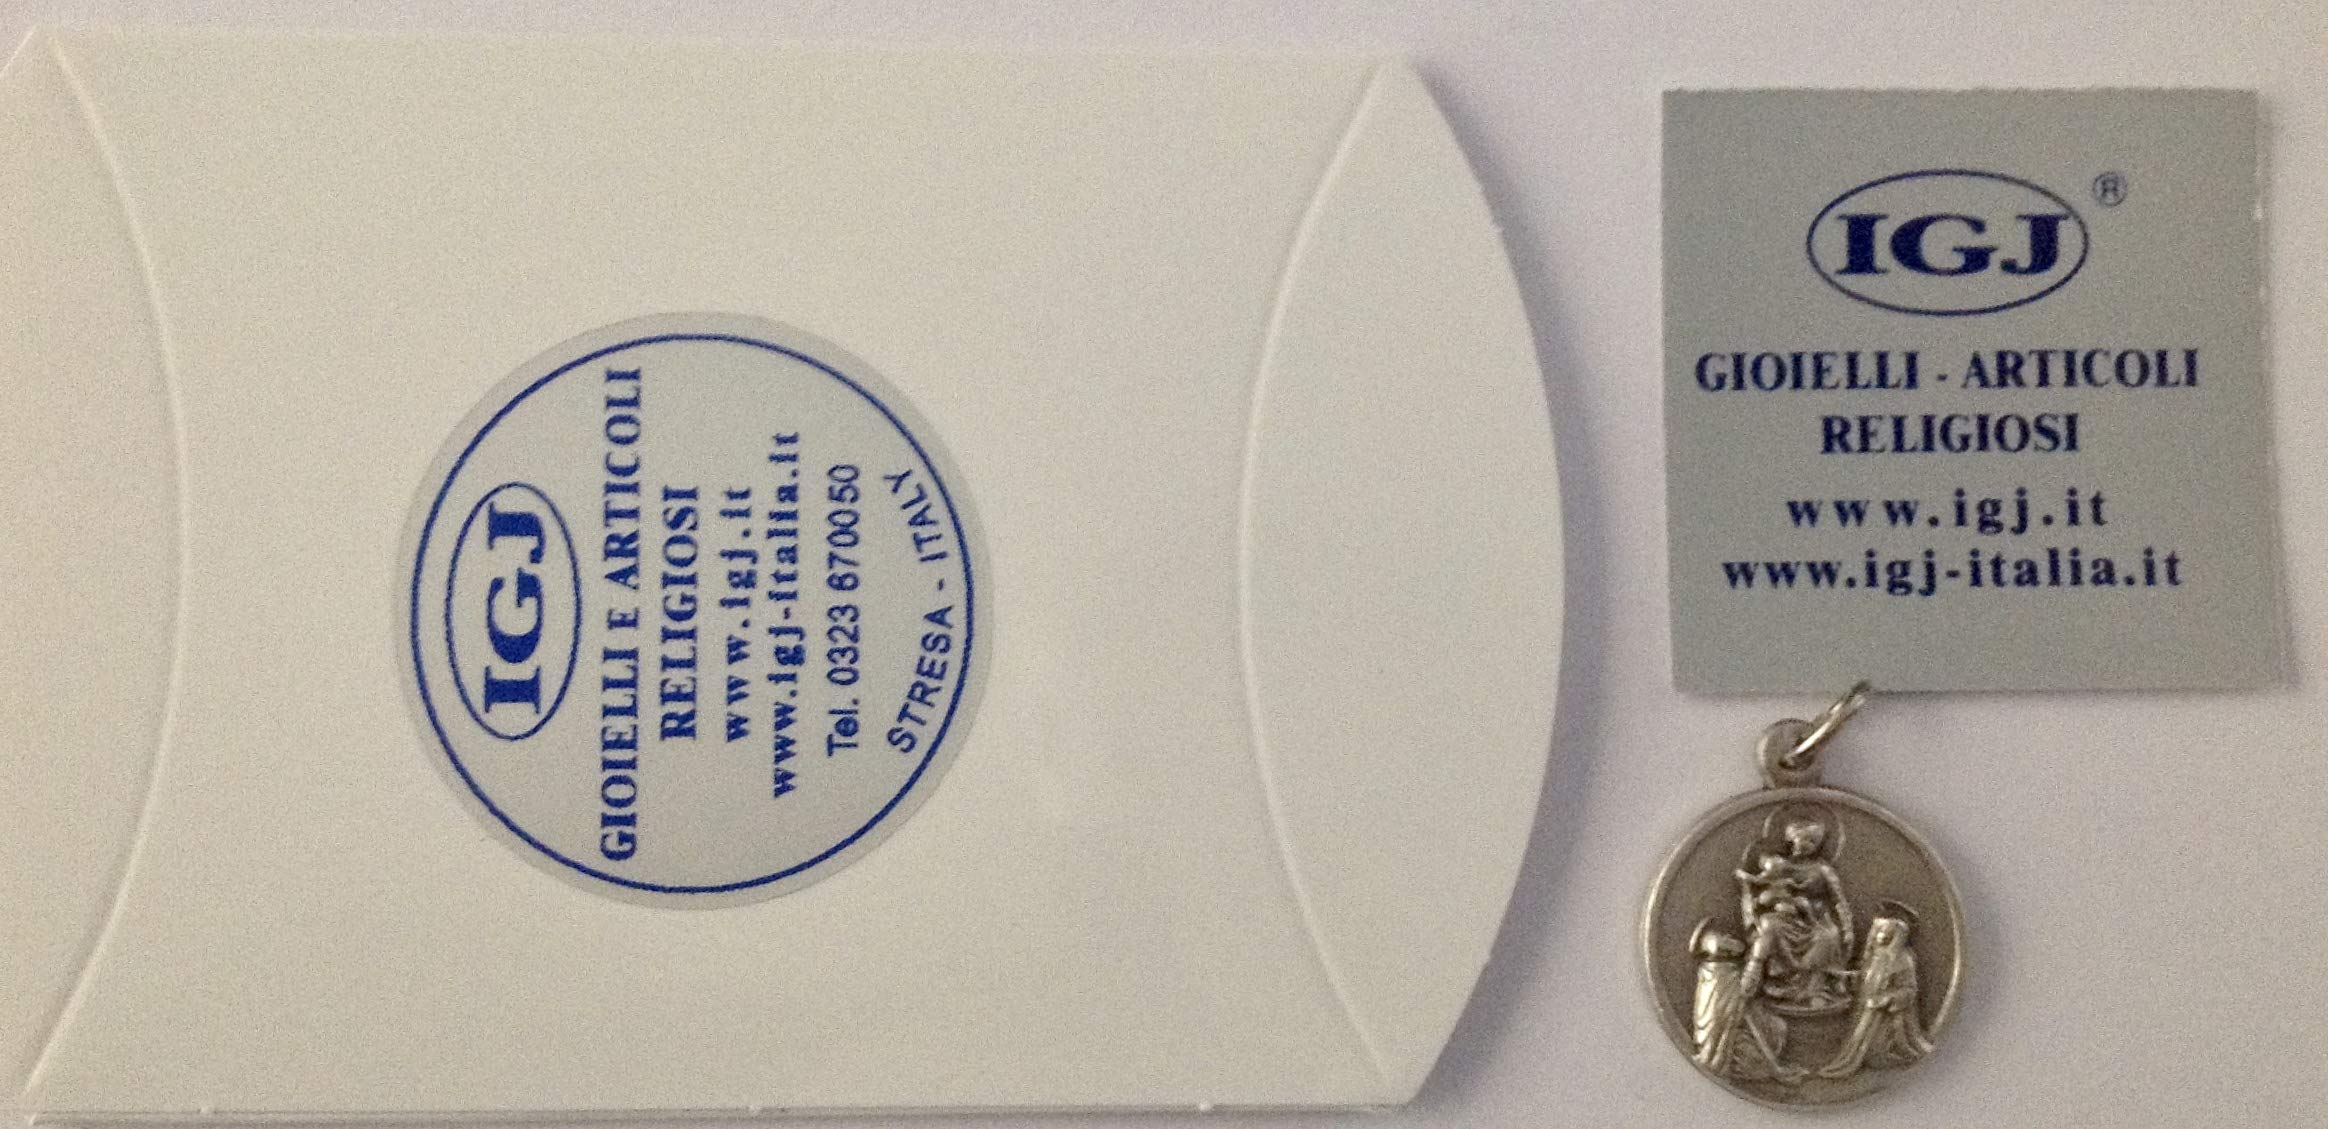 IGJ
GIOIELLI E ARTICOLI
RELIGIOSI
www.igj.it
www.igj-italia.it
Tel. 0323 670050
STRESA - ITALY
IGJ ®
GIOIELLI - ARTICOLI
RELIGIOSI
www.igj.it
www.igj-italia.it